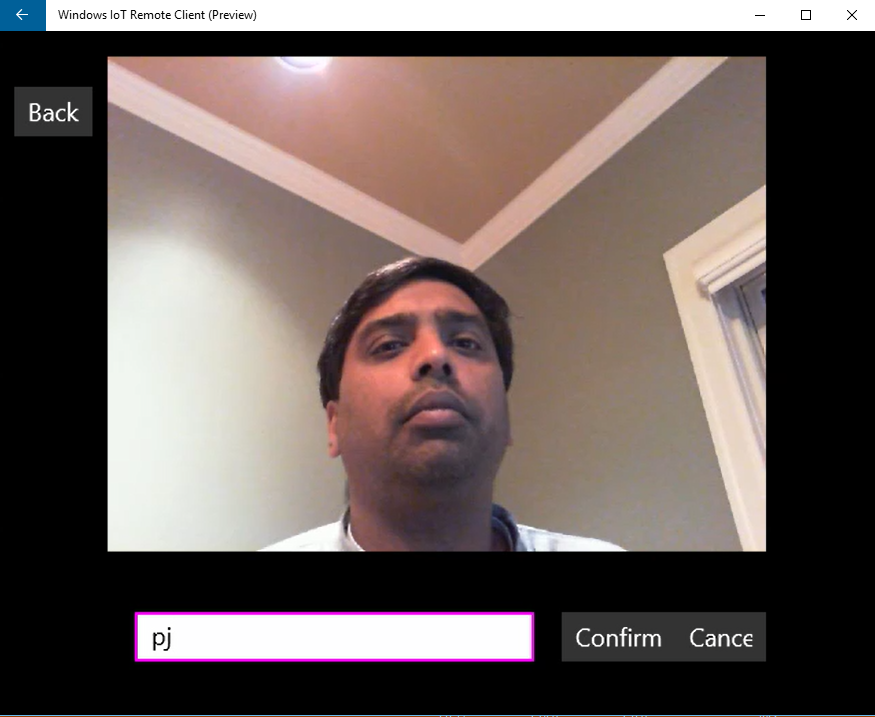 Windows IoT Remote Client (Preview)
Back
pj
Confirm Cance